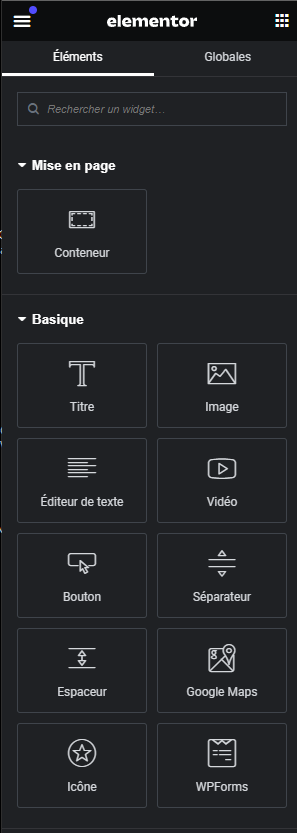 elementor
Éléments
Globales
Rechercher un widget...
Mise en page
Conteneur
Basique
Titre
Image
Éditeur de texte
Vidéo
Bouton
Séparateur
Espaceur
Google Maps
Icône
WPForms